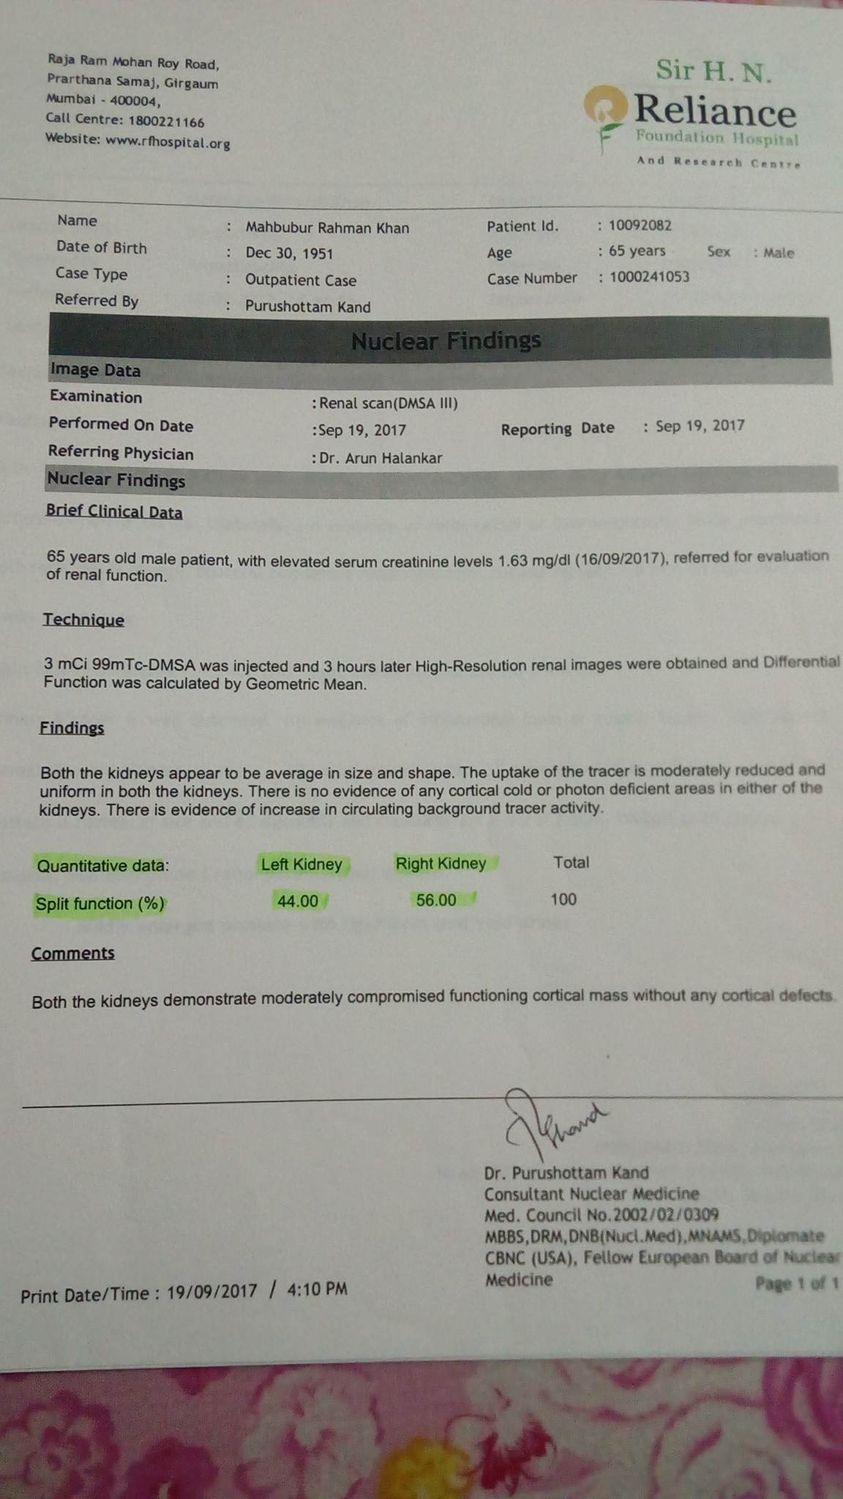 Raja Ram Mohan Roy Road,
Prarthana Samaj, Girgaum
Mumbai - 400004,
Call Centre: 1800221166
Website: www.rfhospital.org
Sir H. N.
Reliance
Foundation Hospital
And Research Centre
Name : Mahbubur Rahman Khan Patient Id. : 10092082
Date of Birth : Dec 30, 1951 Age : 65 years Sex : Male
Case Type : Outpatient Case Case Number : 1000241053
Referred By : Purushottam Kand
Nuclear Findings
Image Data
Examination :Renal scan(DMSA III)
Performed On Date :Sep 19, 2017 Reporting Date : Sep 19, 2017
Referring Physician :Dr. Arun Halankar
Nuclear Findings
Brief Clinical Data
65 years old male patient, with elevated serum creatinine levels 1.63 mg/dl (16/09/2017), referred for evaluation
of renal function.
Technique
3 mCi 99mTc-DMSA was injected and 3 hours later High-Resolution renal images were obtained and Differential
Function was calculated by Geometric Mean.
Findings
Both the kidneys appear to be average in size and shape. The uptake of the tracer is moderately reduced and
uniform in both the kidneys. There is no evidence of any cortical cold or photon deficient areas in either of the
kidneys. There is evidence of increase in circulating background tracer activity.
Quantitative data: Left Kidney Right Kidney Total
Split function (%) 44.00 56.00 100
Comments
Both the kidneys demonstrate moderately compromised functioning cortical mass without any cortical defects.
Dr. Purushottam Kand
Consultant Nuclear Medicine
Med. Council No.2002/02/0309
MBBS,DRM,DNB(Nucl.Med),MNAMS,Diplomate
CBNC (USA), Fellow European Board of Nuclear
Medicine
Page 1 of 1
Print Date/Time : 19/09/2017 / 4:10 PM